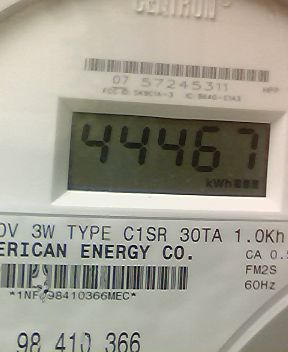 CENTRON
07 57245311
44467
kWh
0V 3W TYPE C1SR 30TA 1.0Kh
ERICAN ENERGY CO.
CA 0.5
FM2S
60Hz
98 410 366